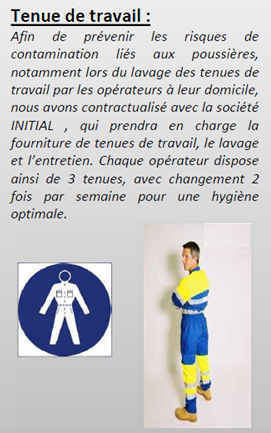 Tenue de travail :
Afin de prévenir les risques de
contamination liés aux poussières,
notamment lors du lavage des tenues de
travail par les opérateurs à leur domicile,
nous avons contractualisé avec la société
INITIAL , qui prendra en charge la
fourniture de tenues de travail, le lavage
et l'entretien. Chaque opérateur dispose
ainsi de 3 tenues, avec changement 2
fois par semaine pour une hygiène
optimale.